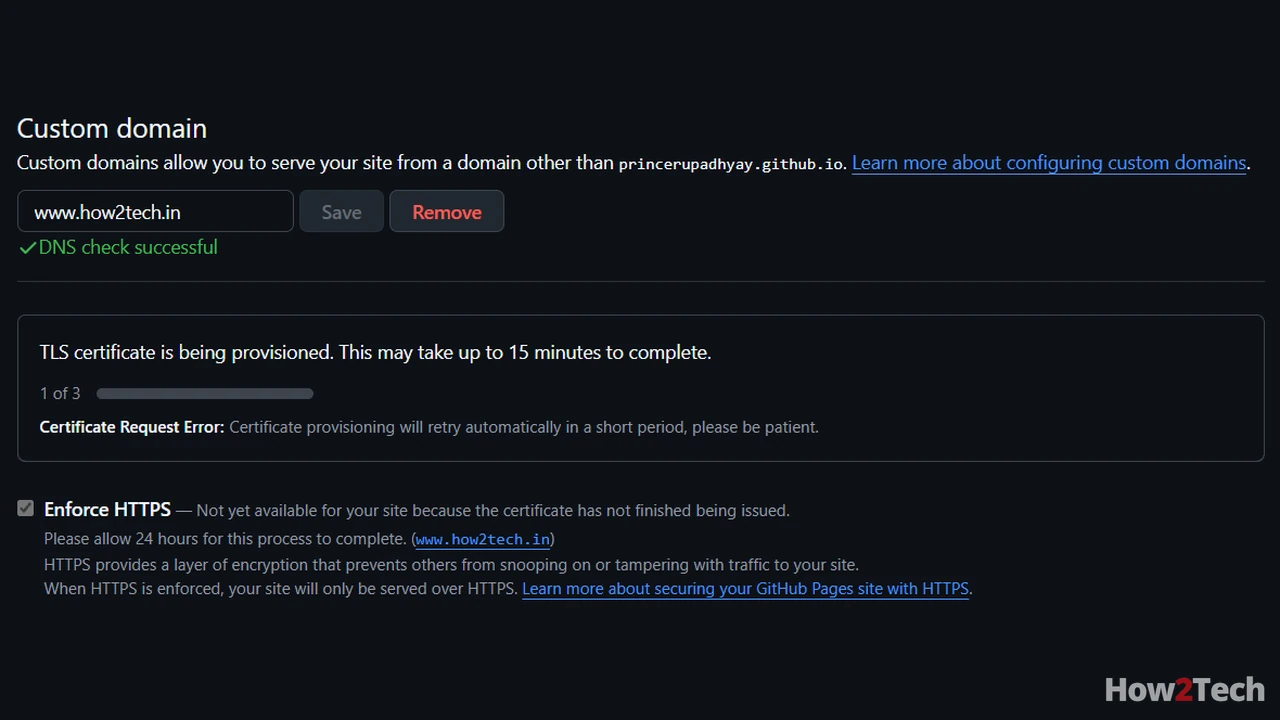 Custom domain
Custom domains allow you to serve your site from a domain other than princerupadhyay.github.io. Learn more about configuring custom domains.
www.how2tech.in Save Remove
DNS check successful
TLS certificate is being provisioned. This may take up to 15 minutes to complete.
1 of 3
Certificate Request Error: Certificate provisioning will retry automatically in a short period, please be patient.
Enforce HTTPS — Not yet available for your site because the certificate has not finished being issued.
Please allow 24 hours for this process to complete. (www.how2tech.in)
HTTPS provides a layer of encryption that prevents others from snooping on or tampering with traffic to your site.
When HTTPS is enforced, your site will only be served over HTTPS. Learn more about securing your GitHub Pages site with HTTPS.
How2Tech